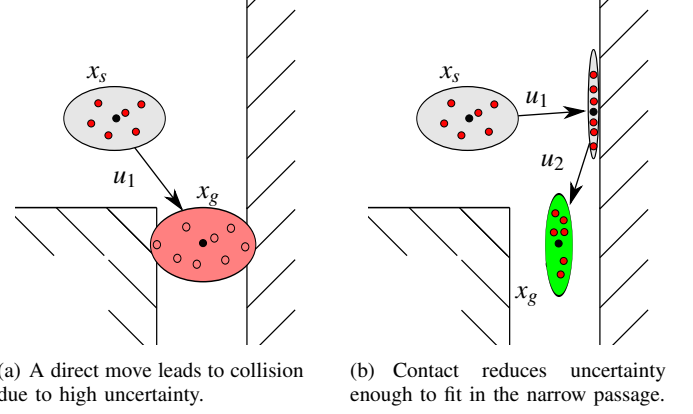 x_s
u_1
x_g
x_s
u_1
u_2
x_g
(a) A direct move leads to collision
due to high uncertainty.
(b) Contact reduces uncertainty
enough to fit in the narrow passage.